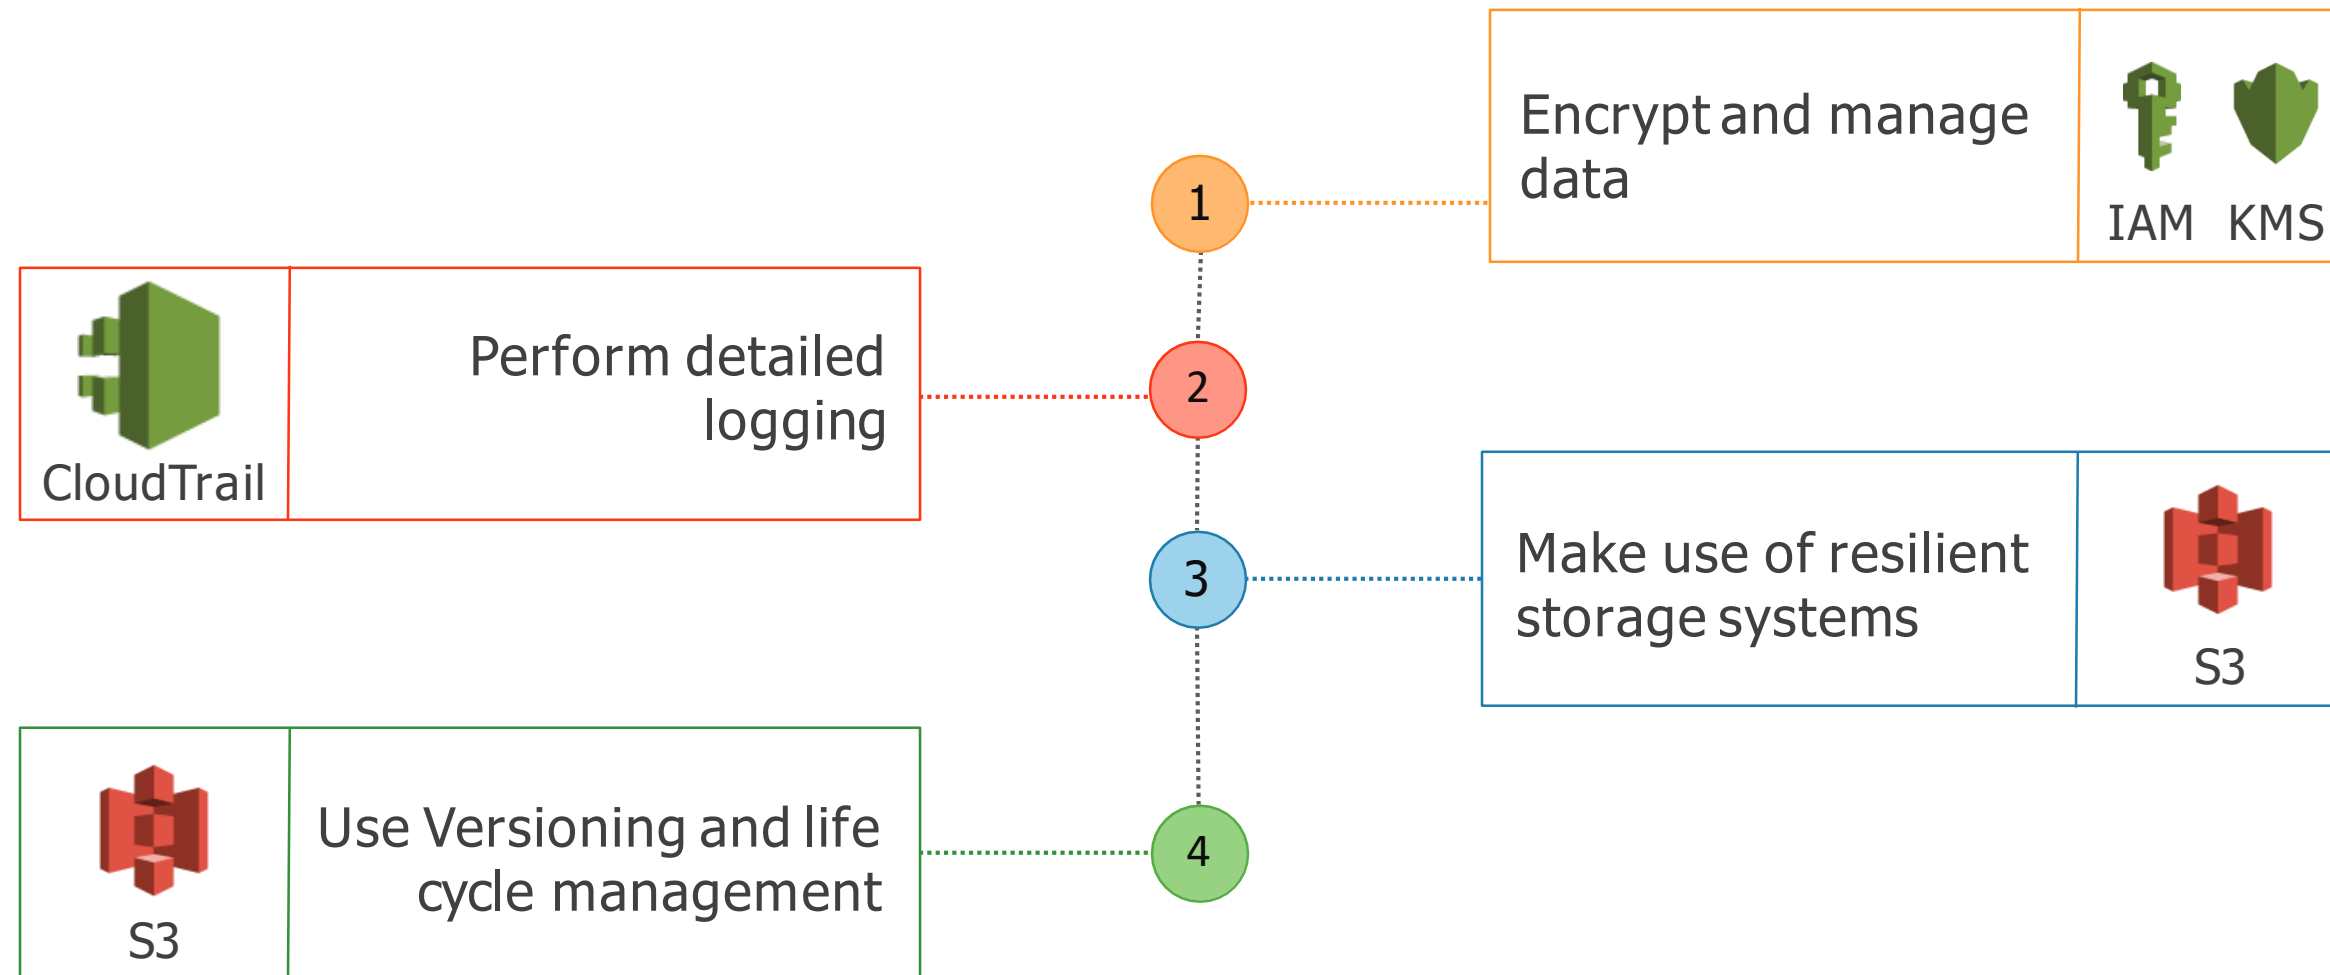 1
Encrypt and manage
data
IAM KMS
2
Perform detailed
logging
CloudTrail
3
Make use of resilient
storage systems
S3
4
Use Versioning and life
cycle management
S3